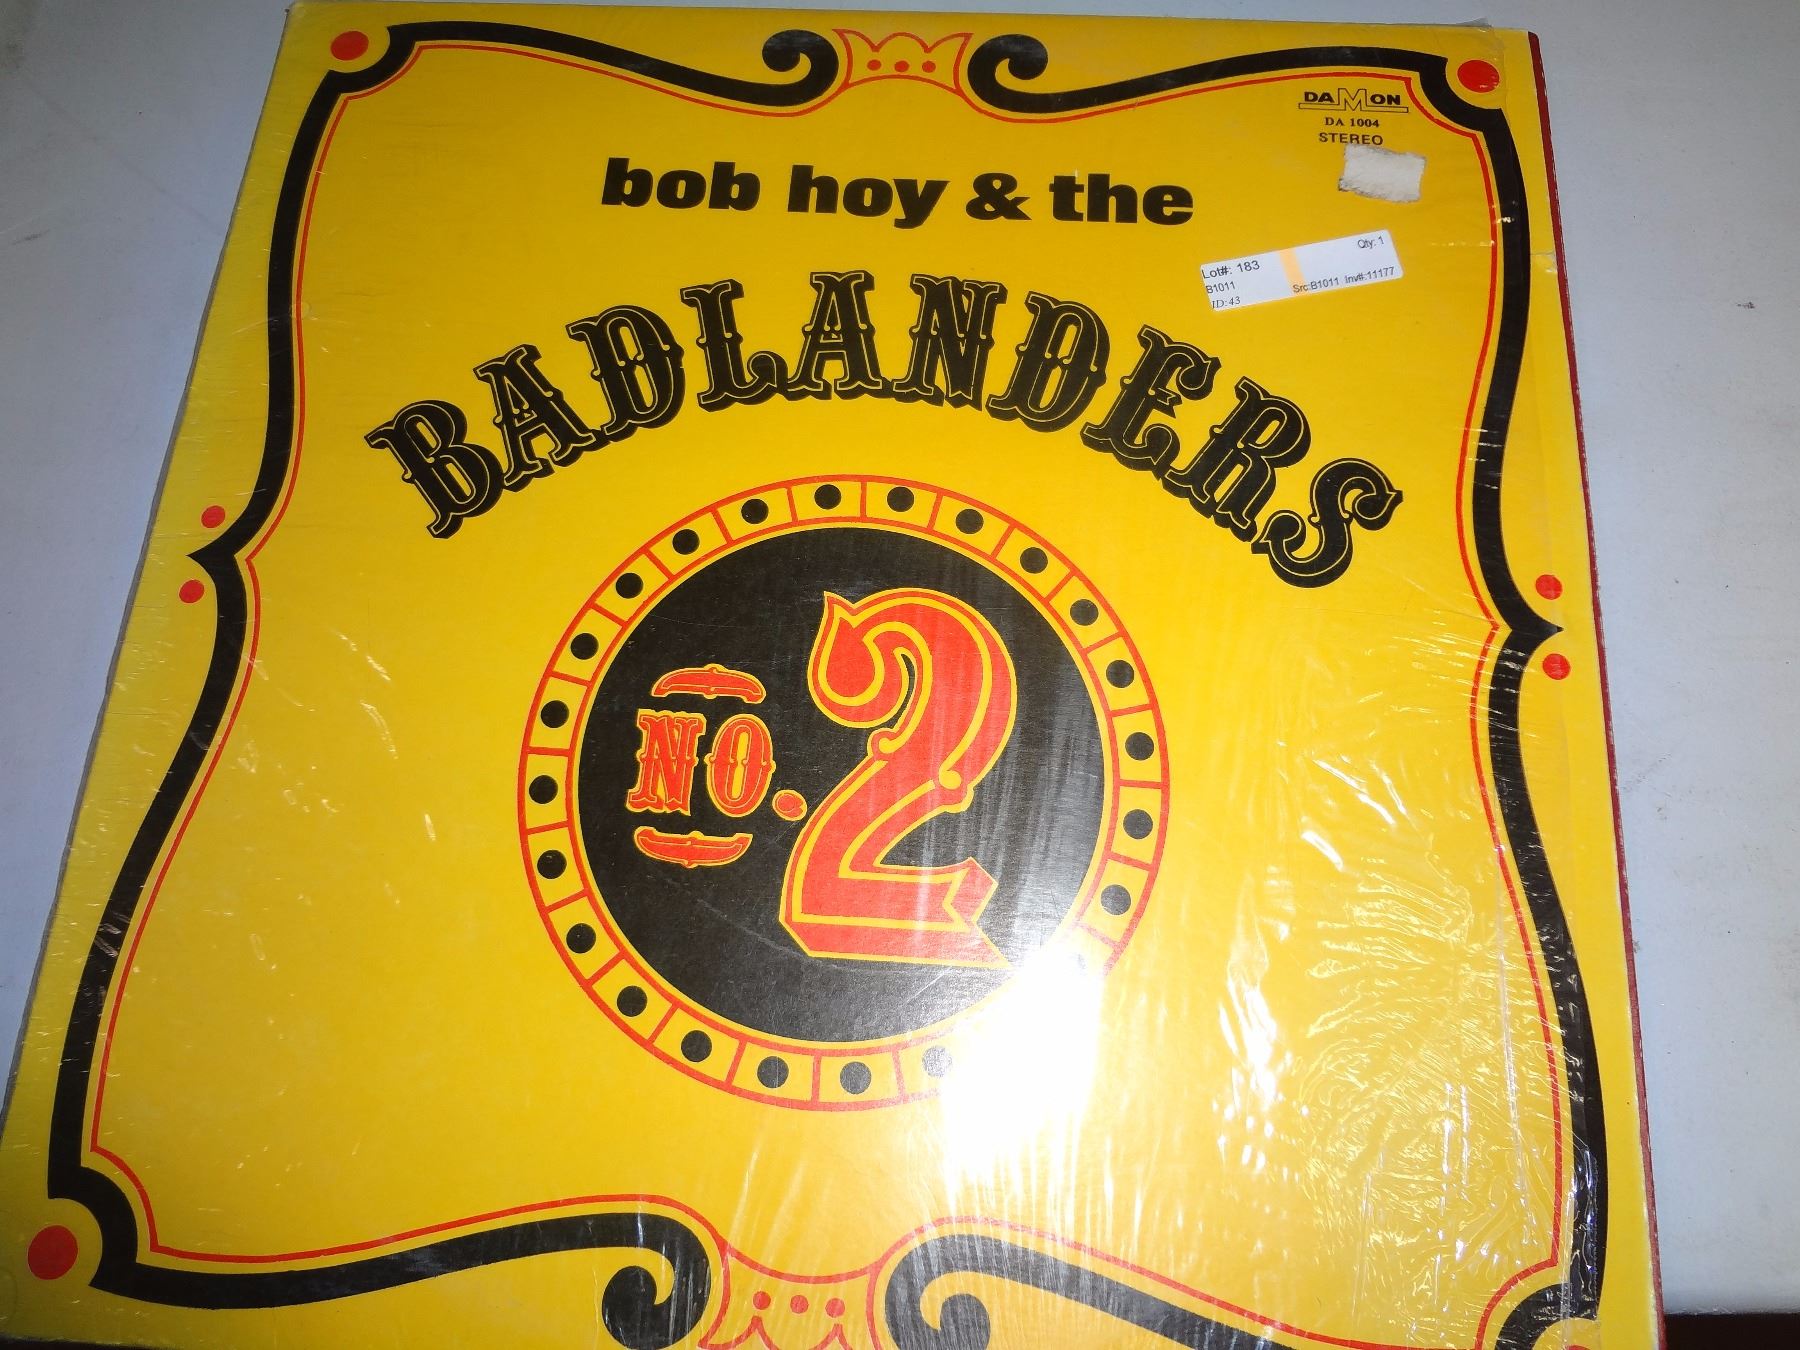 DAMON
DA 1004
STEREO
bob hoy & the
Lot#: 183 Qty: 1
B1011 Src:B1011 Inv#:11177
ID:43
BADLANDERS
NO. 2